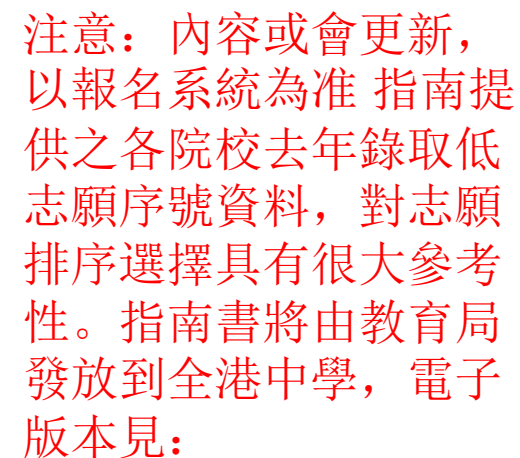 注意：內容或會更新，
以報名系統為准 指南提
供之各院校去年錄取低
志願序號資料，對志願
排序選擇具有很大參考
性。指南書將由教育局
發放到全港中學，電子
版本見：